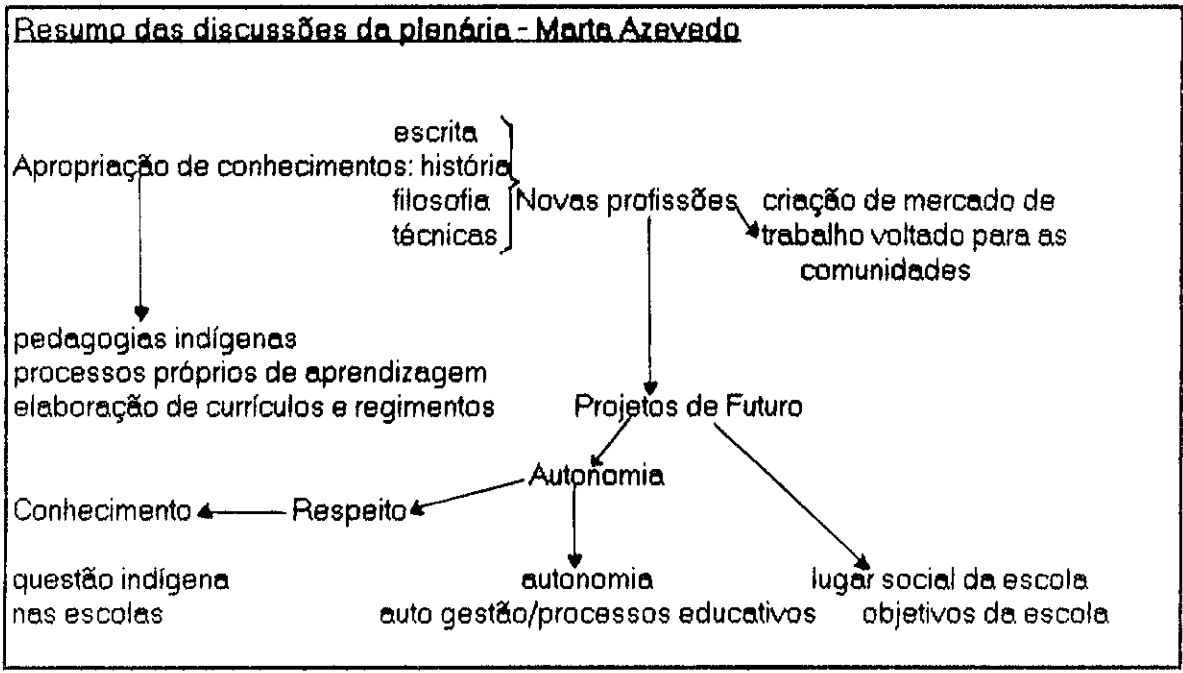 Resumo das discussões da plenária - Marta Azevedo
escrita
Apropriação de conhecimentos: história
filosofia
técnicas
Novas profissões
criação de mercado de
trabalho voltado para as
comunidades
pedagogias indígenas
processos próprios de aprendizagem
elaboração de currículos e regimentos
Projetos de Futuro
Autonomia
Conhecimento
Respeito
questão indígena
nas escolas
autonomia
auto gestão/processos educativos
lugar social da escola
objetivos da escola